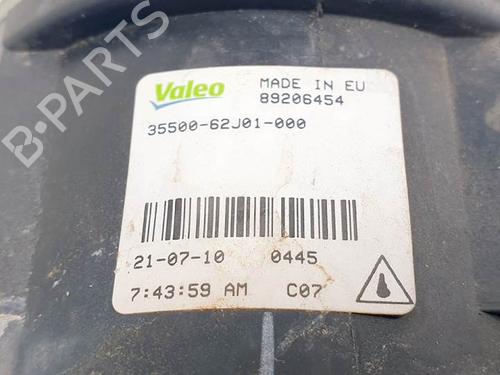 Valeo MADE IN EU
89206454
35500-62J01-000
21-07-10 0445
7:43:59 AM C07
B-PARTS